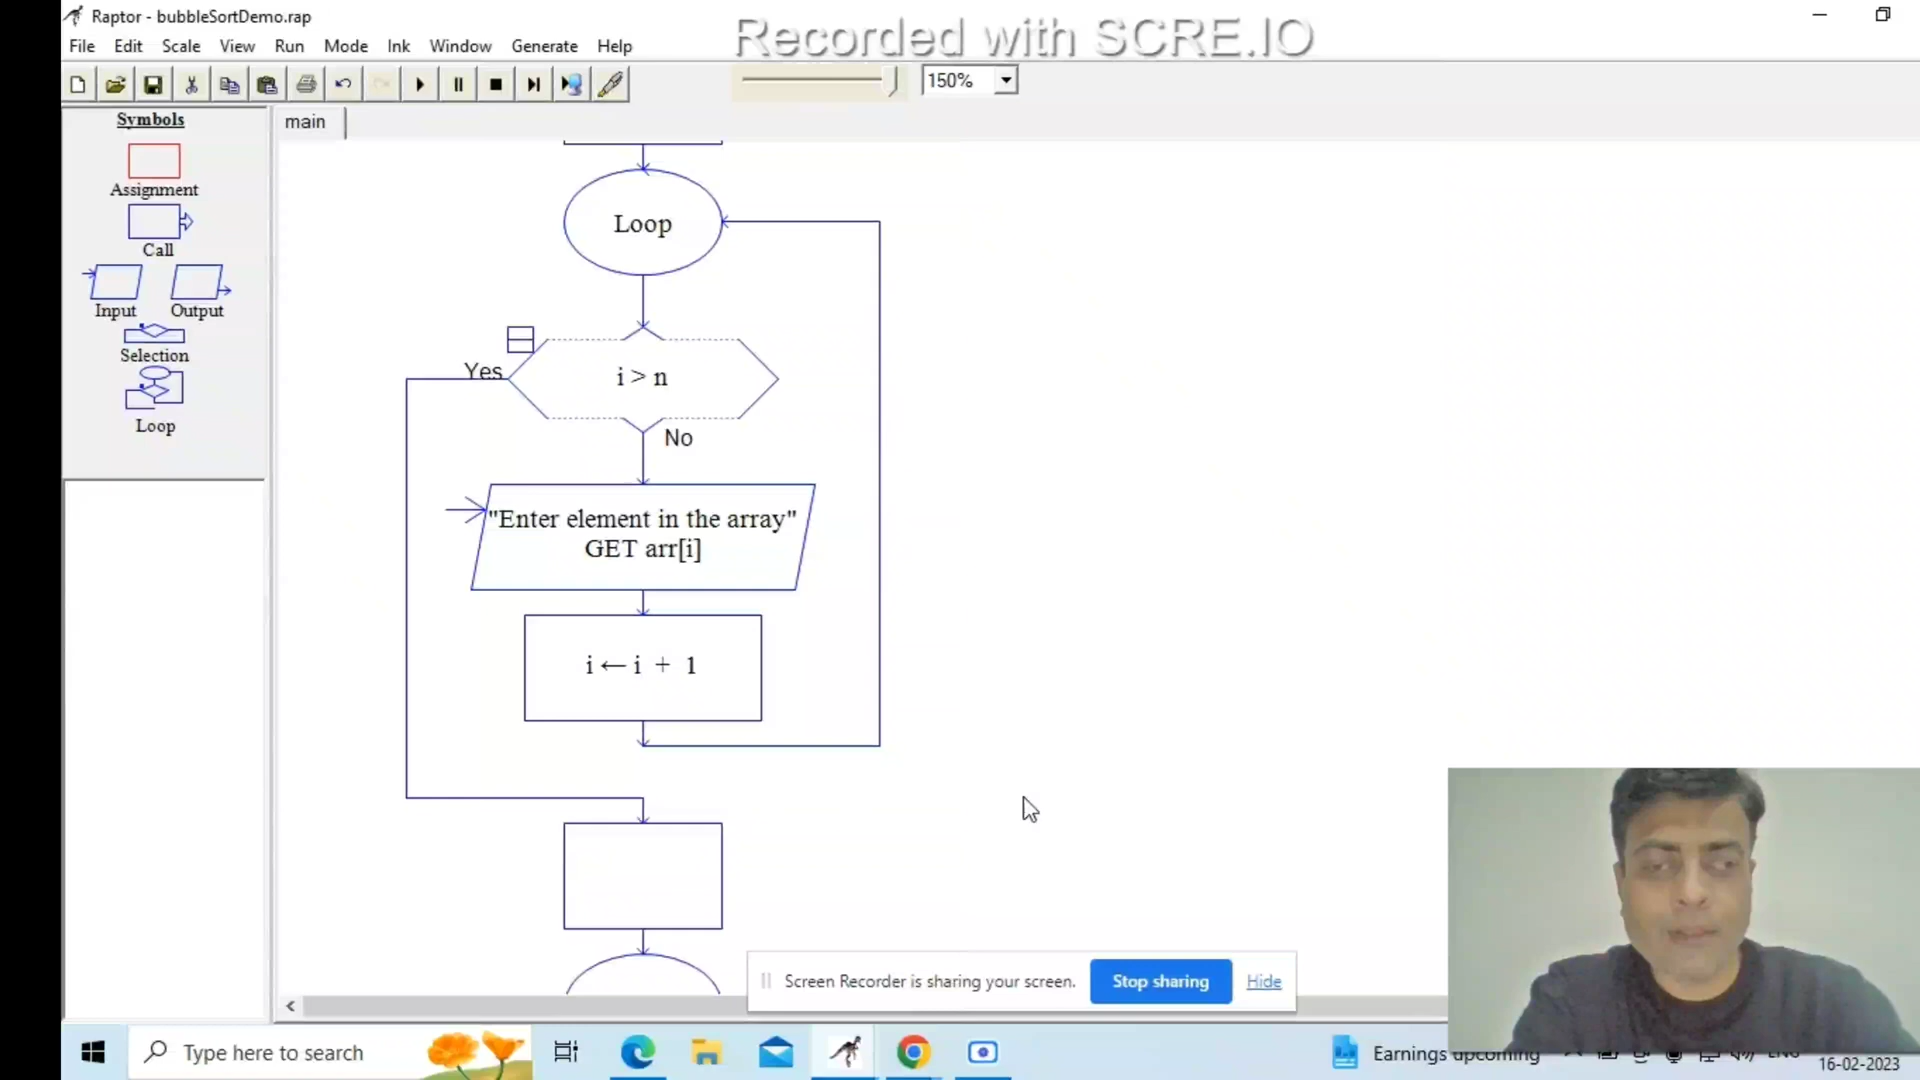 Raptor - bubbleSortDemo.rap
Recorded with SCRE.IO
File Edit Scale View Run Mode Ink Window Generate Help
150%
Symbols
main
Assignment
Call
Input Output
Selection
Loop
Loop
Yes
i > n
No
"Enter element in the array"
GET arr[i]
i ← i + 1
Screen Recorder is sharing your screen. Stop sharing Hide
Type here to search
Earnings upcoming
ENG
16-02-2023